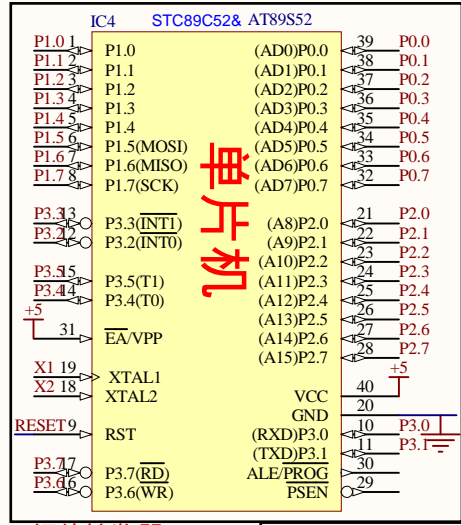 IC4 STC89C52& AT89S52
P1.0 1 P1.0 (AD0)P0.0 39 P0.0
P1.1 2 P1.1 (AD1)P0.1 38 P0.1
P1.2 3 P1.2 (AD2)P0.2 37 P0.2
P1.3 4 P1.3 (AD3)P0.3 36 P0.3
P1.4 5 P1.4 (AD4)P0.4 35 P0.4
P1.5 6 P1.5(MOSI) (AD5)P0.5 34 P0.5
P1.6 7 P1.6(MISO) (AD6)P0.6 33 P0.6
P1.7 8 P1.7(SCK) (AD7)P0.7 32 P0.7
单片机
P3.3 13 P3.3(INT1) (A8)P2.0 21 P2.0
P3.2 12 P3.2(INT0) (A9)P2.1 22 P2.1
(A10)P2.2 23 P2.2
P3.5 15 P3.5(T1) (A11)P2.3 24 P2.3
P3.4 14 P3.4(T0) (A12)P2.4 25 P2.4
+5 (A13)P2.5 26 P2.5
31 EA/VPP (A14)P2.6 27 P2.6
(A15)P2.7 28 P2.7
X1 19 XTAL1 +5
X2 18 XTAL2 VCC 40
GND 20
RESET 9 RST (RXD)P3.0 10 P3.0
(TXD)P3.1 11 P3.1
P3.7 17 P3.7(RD) ALE/PROG 30
P3.6 16 P3.6(WR) PSEN 29